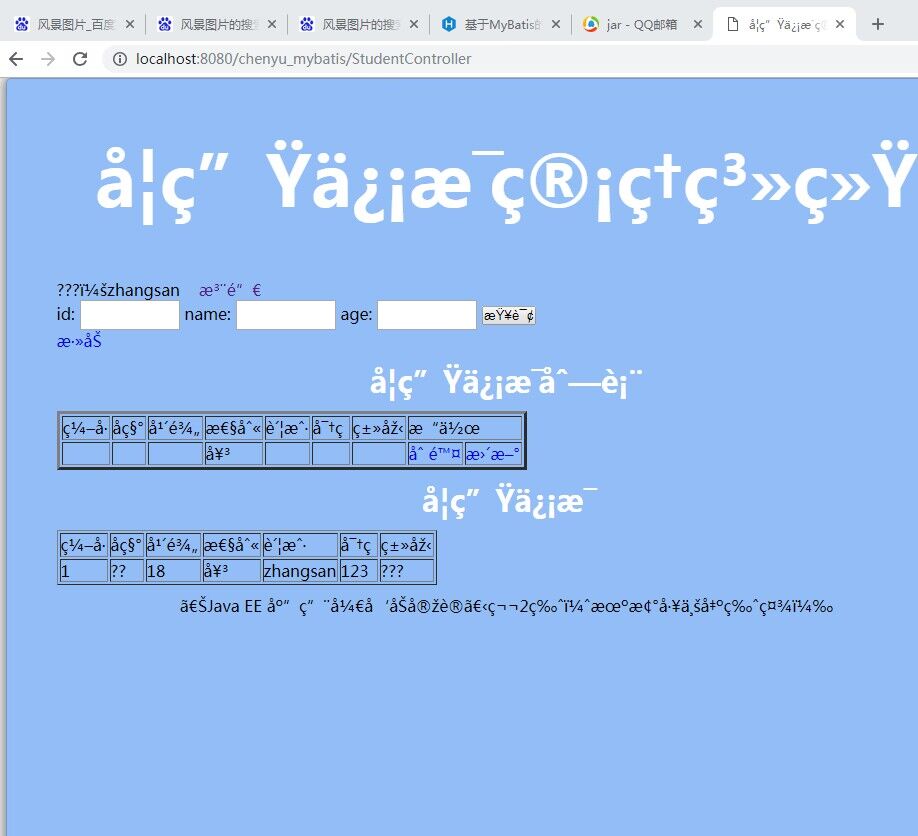 风景图片_百度 风景图片的搜 风景图片的搜 基于MyBatis的 jar - QQ邮箱 å¦ç”Ÿä¿¡æ¯ç®
localhost:8080/chenyu_mybatis/StudentController
å¦ç”Ÿä¿¡æ¯ç®¡ç†ç³»ç»Ÿ
???ï¼šzhangsan æ³¨é”€
id: name: age: æŸ¥è¯¢
æ·»åŠ
å¦ç”Ÿä¿¡æ¯åˆ—è¡¨
ç¼–å· åç§° å¹´é¾„ æ€§åˆ« è´¦æˆ· å¯†ç ç±»åž‹ æ“ä½œ
å¥³ åˆ é™¤ æ›´æ–°
å¦ç”Ÿä¿¡æ¯
ç¼–å· åç§° å¹´é¾„ æ€§åˆ« è´¦æˆ· å¯†ç ç±»åž‹
1 ?? 18 å¥³ zhangsan 123 ???
ã€ŠJava EE åº”ç”¨å¼€å‘åŠå®žè®­ã€‹ç¬¬2ç‰ˆï¼ˆæœºæ¢°å·¥ä¸šå‡ºç‰ˆç¤¾ï¼‰